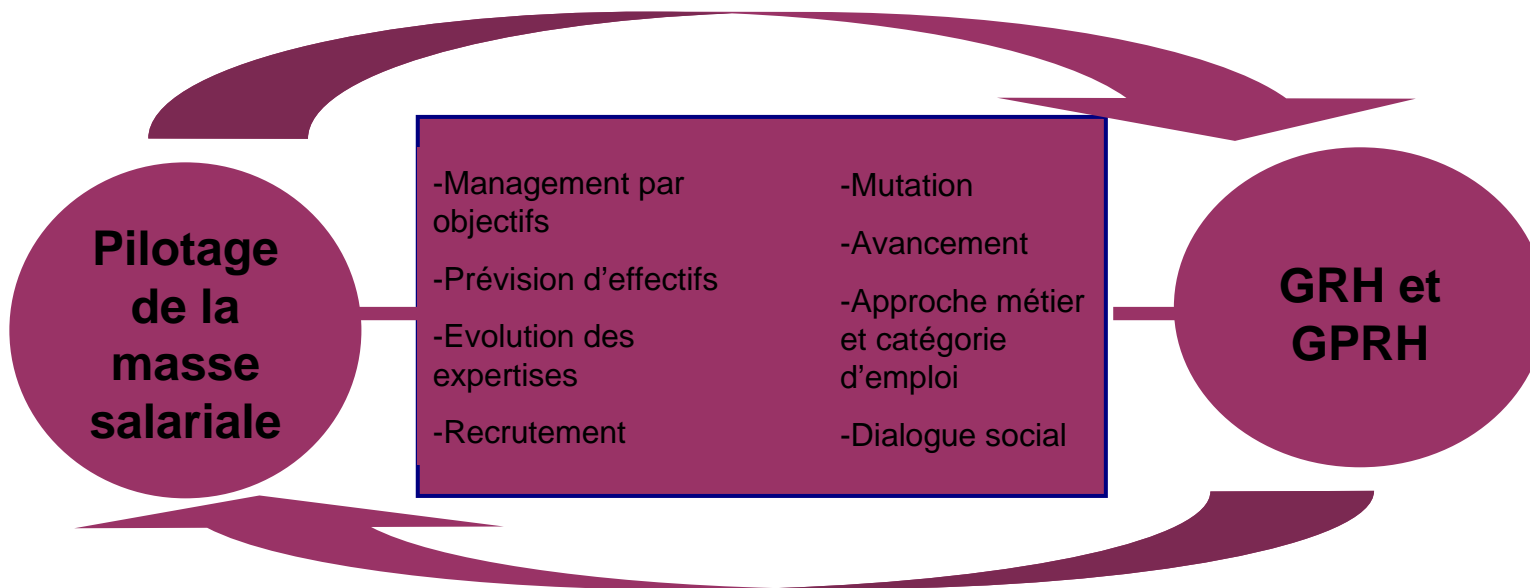 Pilotage
de la
masse
salariale
-Management par
objectifs
-Prévision d’effectifs
-Evolution des
expertises
-Recrutement
-Mutation
-Avancement
-Approche métier
et catégorie
d’emploi
-Dialogue social
GRH et
GPRH